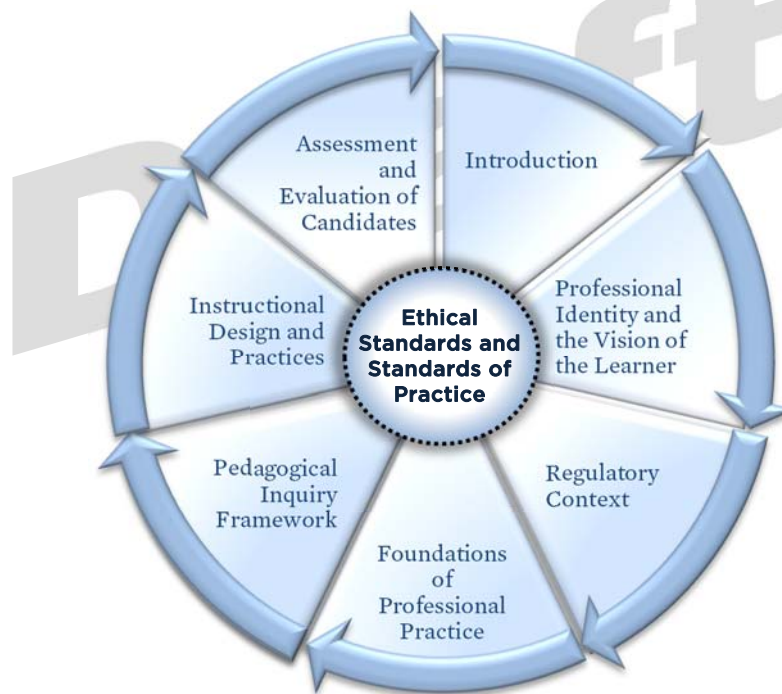 Introduction
Professional
Identity and
the Vision of
the Learner
Regulatory
Context
Foundations
of
Professional
Practice
Pedagogical
Inquiry
Framework
Instructional
Design and
Practices
Assessment
and
Evaluation of
Candidates
Ethical
Standards and
Standards of
Practice